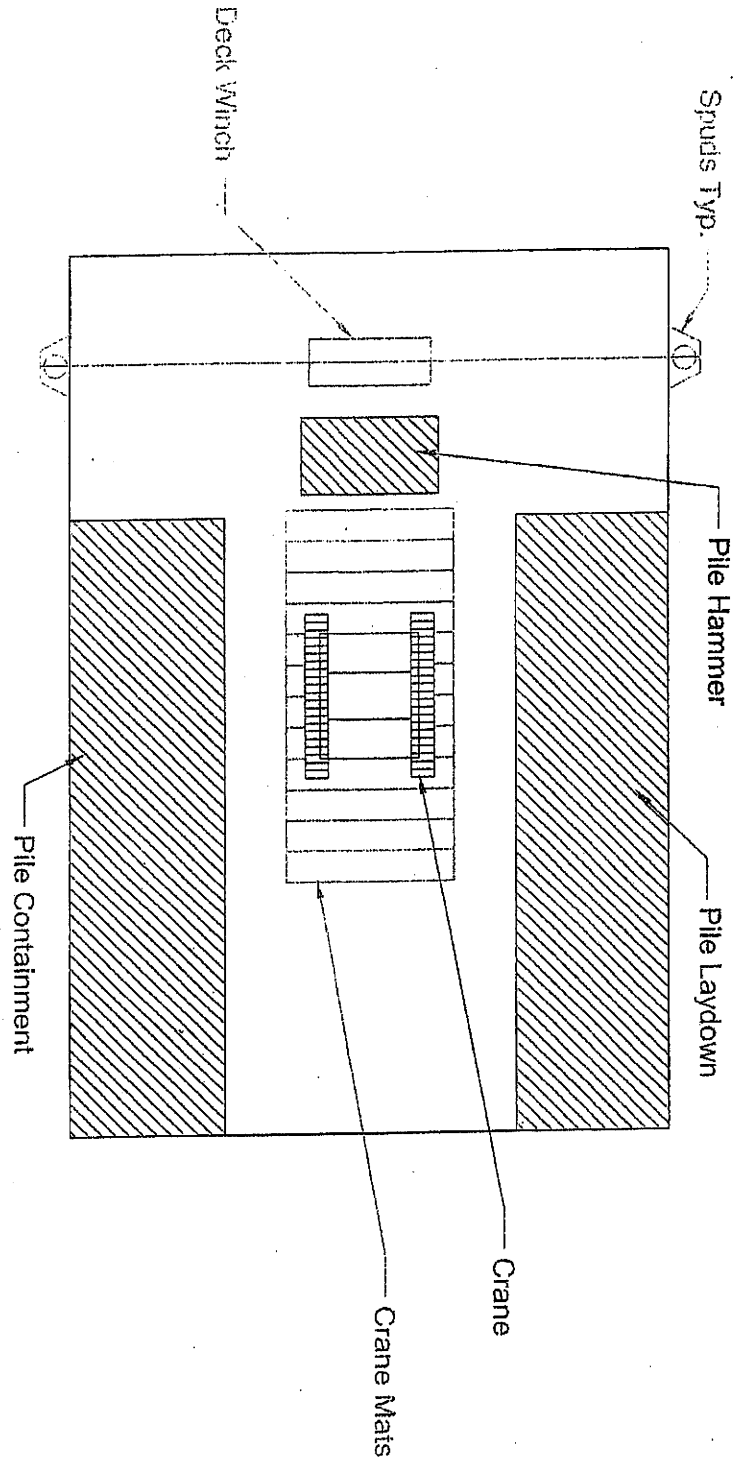 Spuds Typ.
Deck Winch
Pile Hammer
Pile Laydown
Crane
Crane Mats
Pile Containment